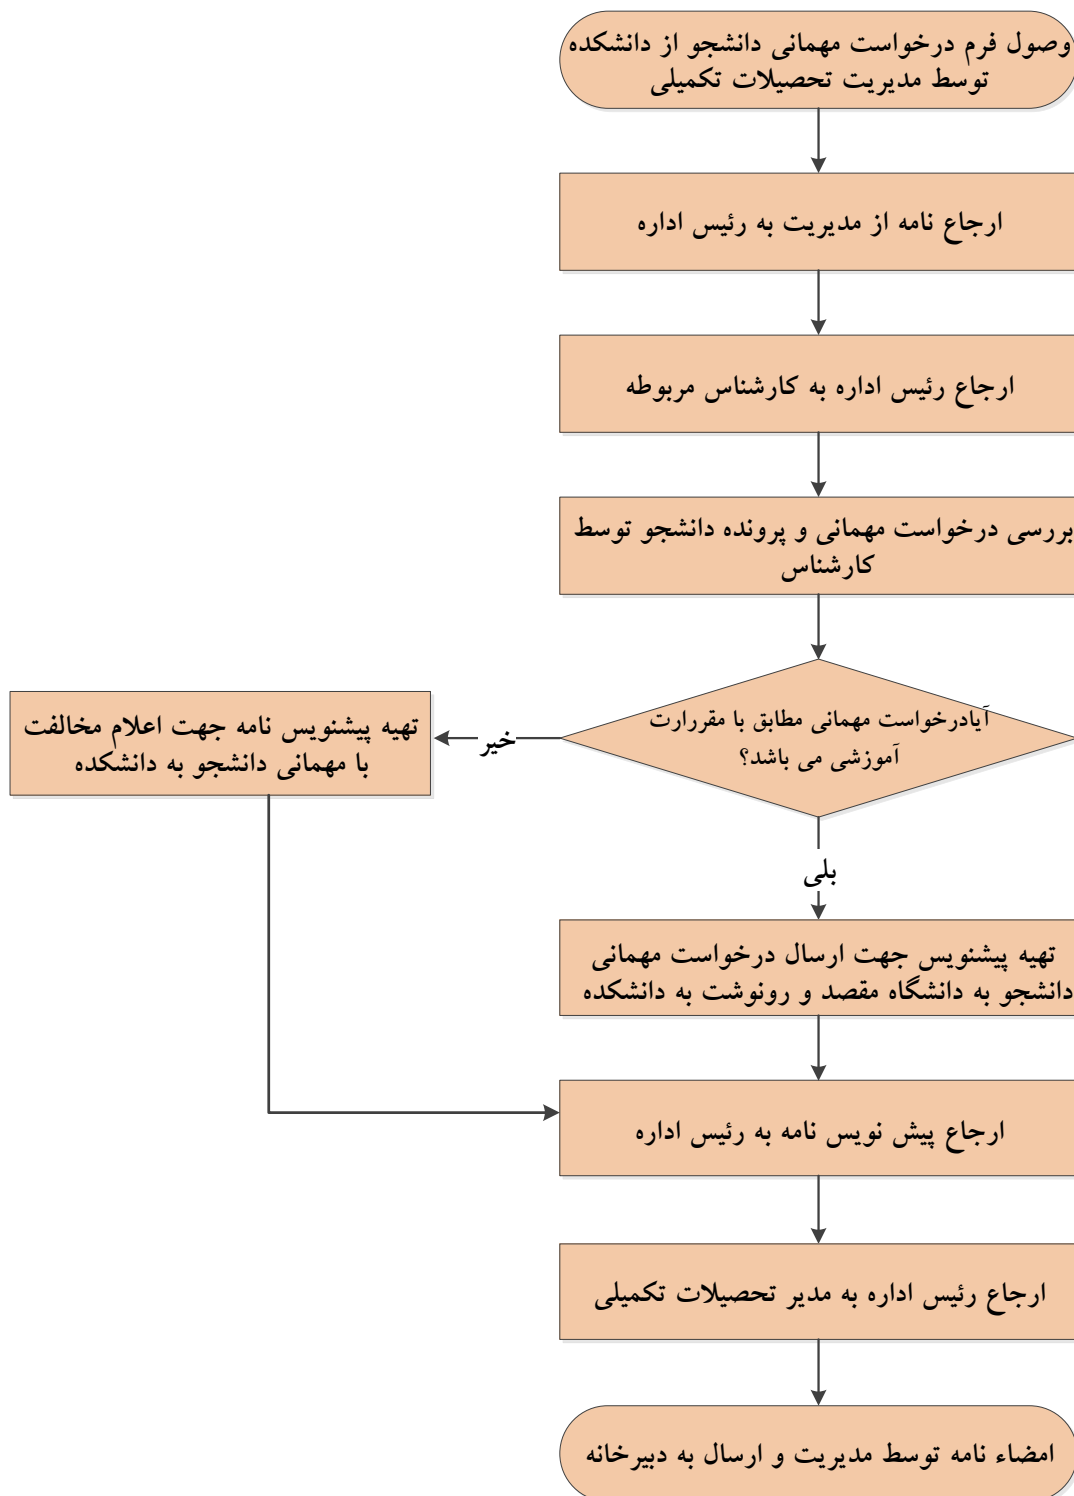 وصول فرم درخواست مهمانی دانشجو از دانشکده
توسط مدیریت تحصیلات تکمیلی
ارجاع نامه از مدیریت به رئیس اداره
ارجاع رئیس اداره به کارشناس مربوطه
بررسی درخواست مهمانی و پرونده دانشجو توسط
کارشناس
آیادرخواست مهمانی مطابق با مقررارت
آموزشی می باشد؟
خیر
تهیه پیشنویس نامه جهت اعلام مخالفت
با مهمانی دانشجو به دانشکده
بلی
تهیه پیشنویس جهت ارسال درخواست مهمانی
دانشجو به دانشگاه مقصد و رونوشت به دانشکده
ارجاع پیش نویس نامه به رئیس اداره
ارجاع رئیس اداره به مدیر تحصیلات تکمیلی
امضاء نامه توسط مدیریت و ارسال به دبیرخانه